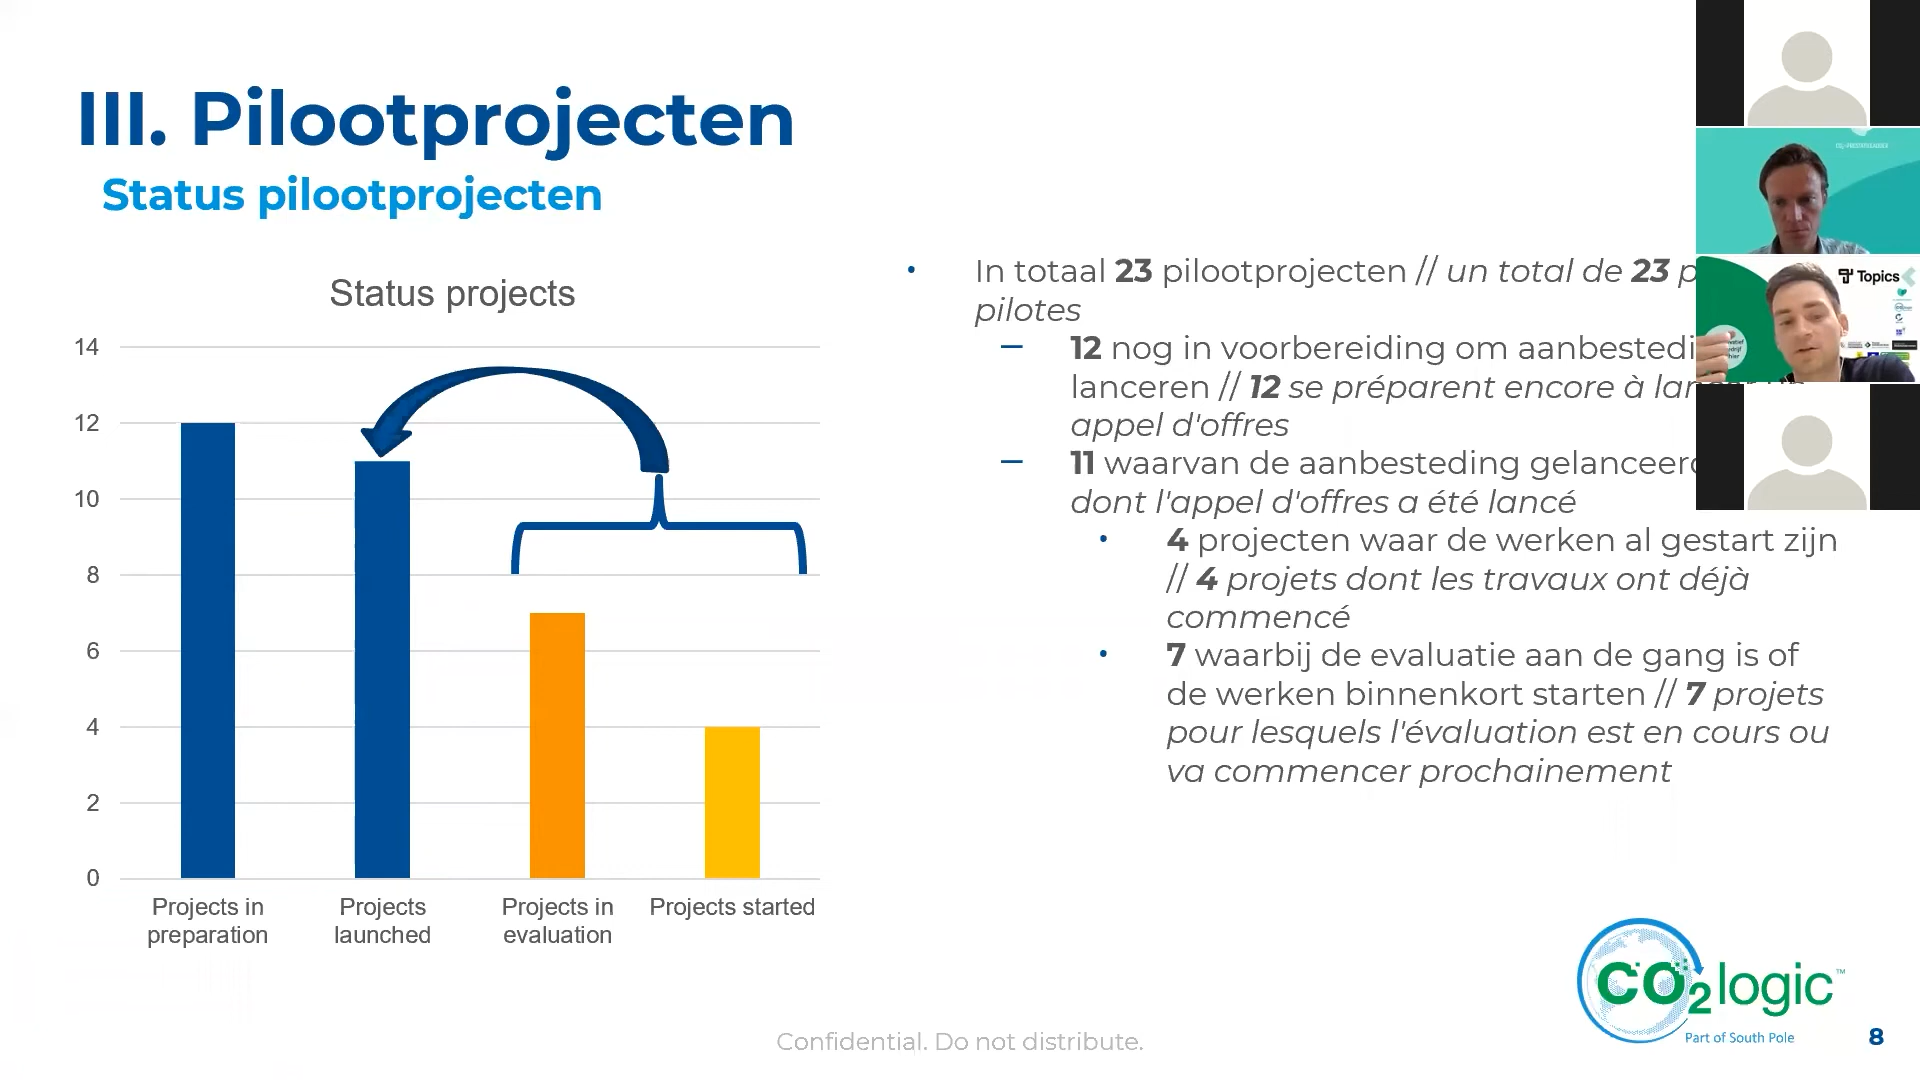 III. Pilootprojecten
Status pilootprojecten
Status projects
14
12
10
8
6
4
2
0
Projects in preparation
Projects launched
Projects in evaluation
Projects started
• In totaal 23 pilootprojecten // un total de 23
pilotes
– 12 nog in voorbereiding om
lanceren // 12 se préparent encore à
appel d'offres
– 11 waarvan de aanbesteding
dont l'appel d'offres a été lancé
• 4 projecten waar de werken al gestart zijn
// 4 projets dont les travaux ont déjà
commencé
• 7 waarbij de evaluatie aan de gang is of
de werken binnenkort starten // 7 projets
pour lesquels l'évaluation est en cours ou
va commencer prochainement
Topics
CO2logic™
Part of South Pole
Confidential. Do not distribute.
8